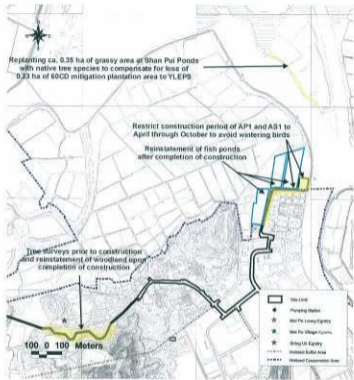 Replanting ca. 0.35 ha of grassy area at Shan Pui Ponds
with native tree species to compensate for loss of
0.23 ha of 60CD mitigation plantation area to YLEPS
Restrict construction period of AP1 and AS1 to
April through October to avoid wintering birds
Reinstatement of fish ponds
after completion of construction
Tree surveys prior to construction
and reinstatement of woodland upon
completion of construction
100 0 100 Meters
Site Limit
Pumping Station
Mai Po Lung Egretry
Mai Po Village Egretry
Shing Uk Egretry
Wetland Buffer Area
Wetland Conservation Area